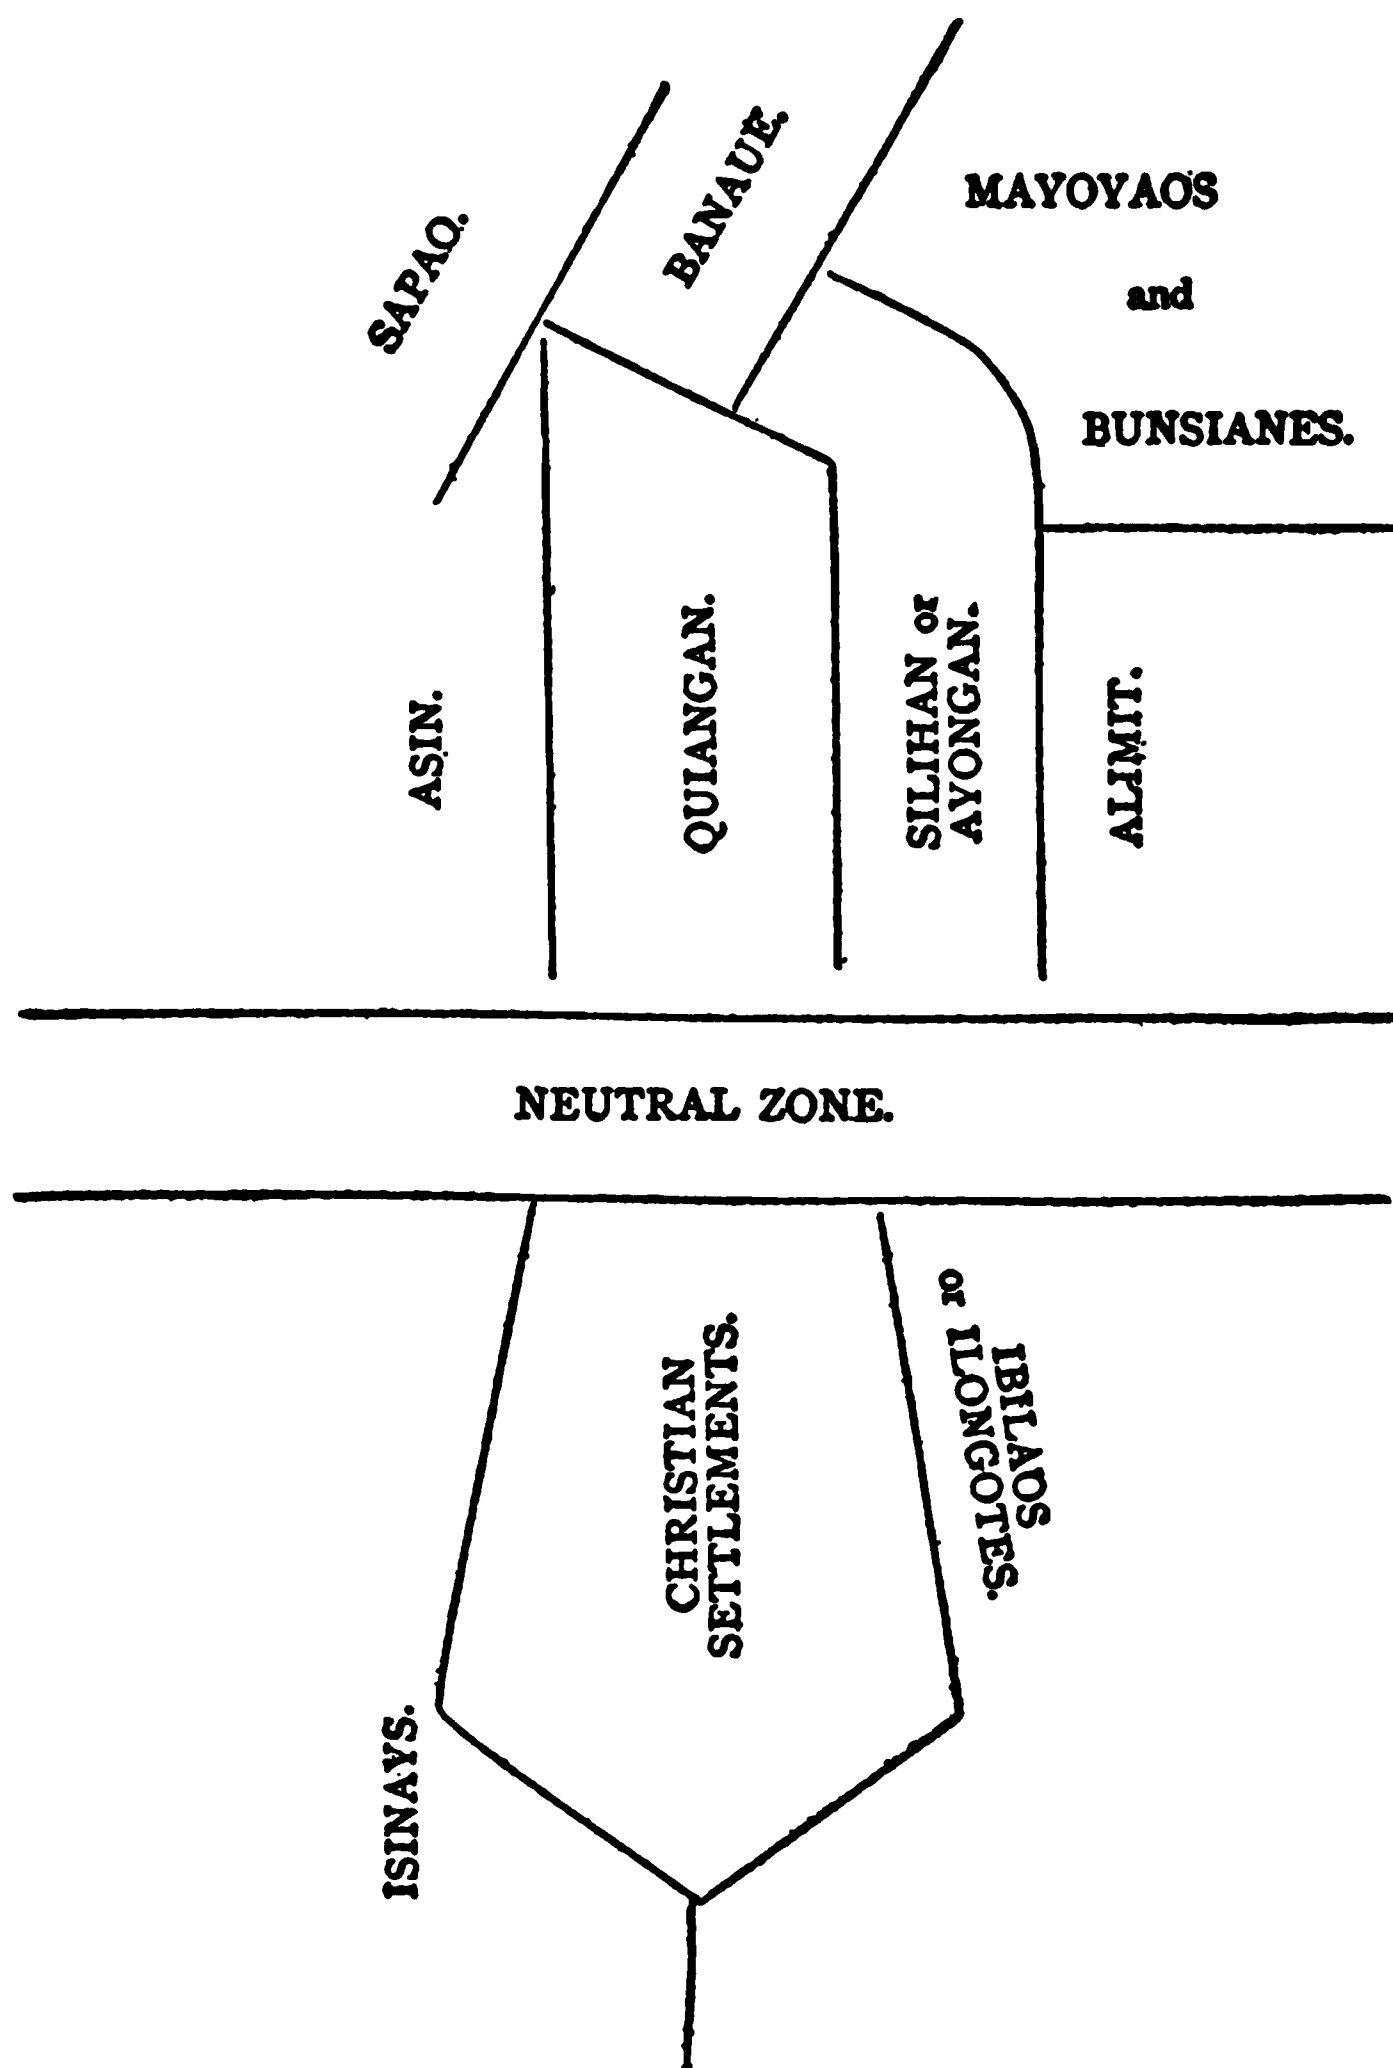 SAPAO.
BANAUE.
MAYOYAOS
and
BUNSIANES.
ASIN.
QUIANGAN.
SILIHAN or
AYONGAN.
ALIMIT.
NEUTRAL ZONE.
CHRISTIAN
SETTLEMENTS.
IBILAOS
or ILONGOTES.
ISINAYS.